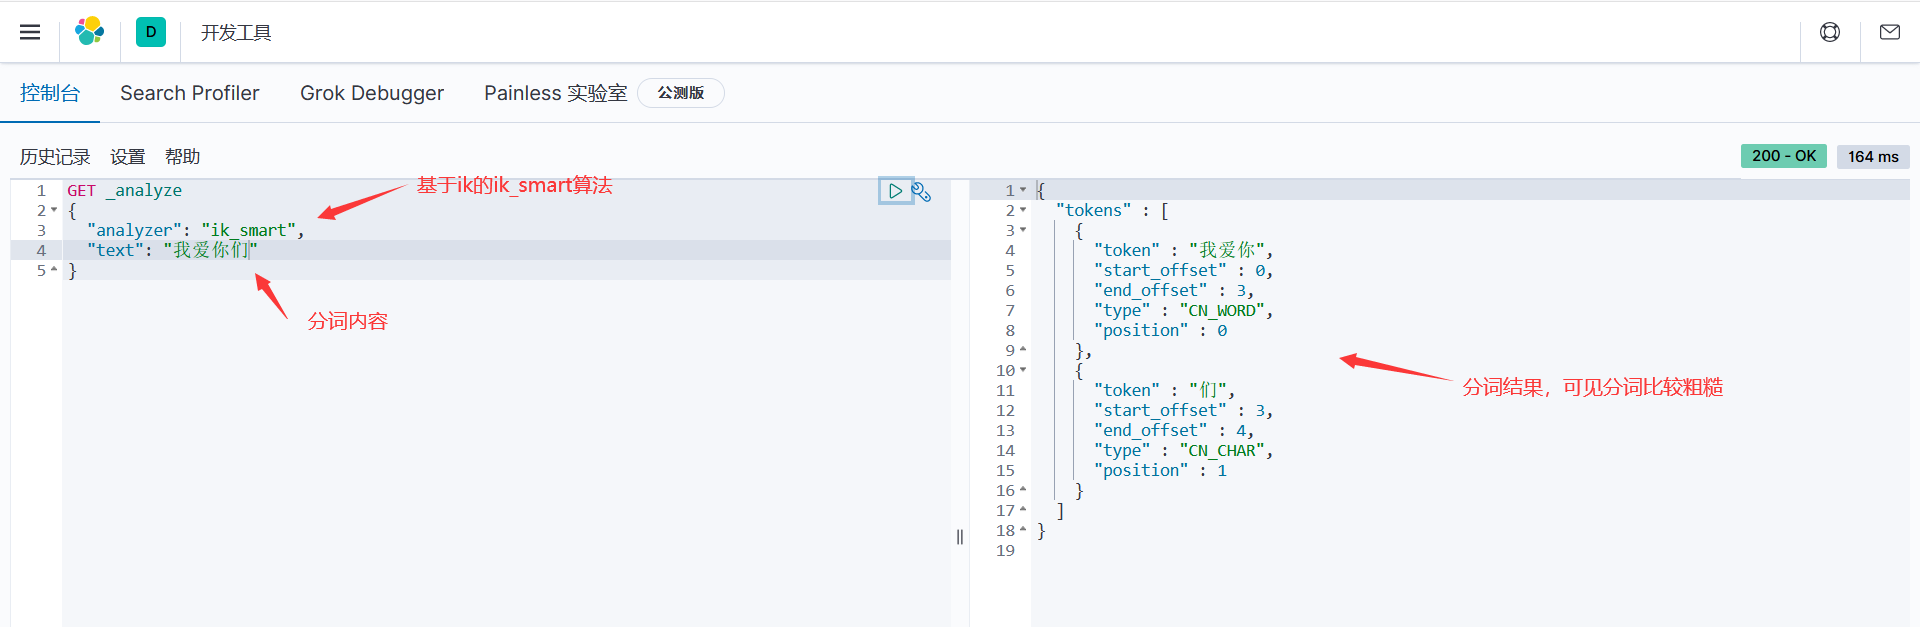 D 开发工具
控制台 Search Profiler Grok Debugger Painless 实验室 公测版
历史记录 设置 帮助
200 - OK 164 ms
1 GET _analyze
2 {
3 "analyzer": "ik_smart",
4 "text": "我爱你们"
5 }
基于ik的ik_smart算法
分词内容
1 {
2 "tokens" : [
3 {
4 "token" : "我爱你",
5 "start_offset" : 0,
6 "end_offset" : 3,
7 "type" : "CN_WORD",
8 "position" : 0
9 },
10 {
11 "token" : "们",
12 "start_offset" : 3,
13 "end_offset" : 4,
14 "type" : "CN_CHAR",
15 "position" : 1
16 }
17 ]
18 }
19
分词结果，可见分词比较粗糙